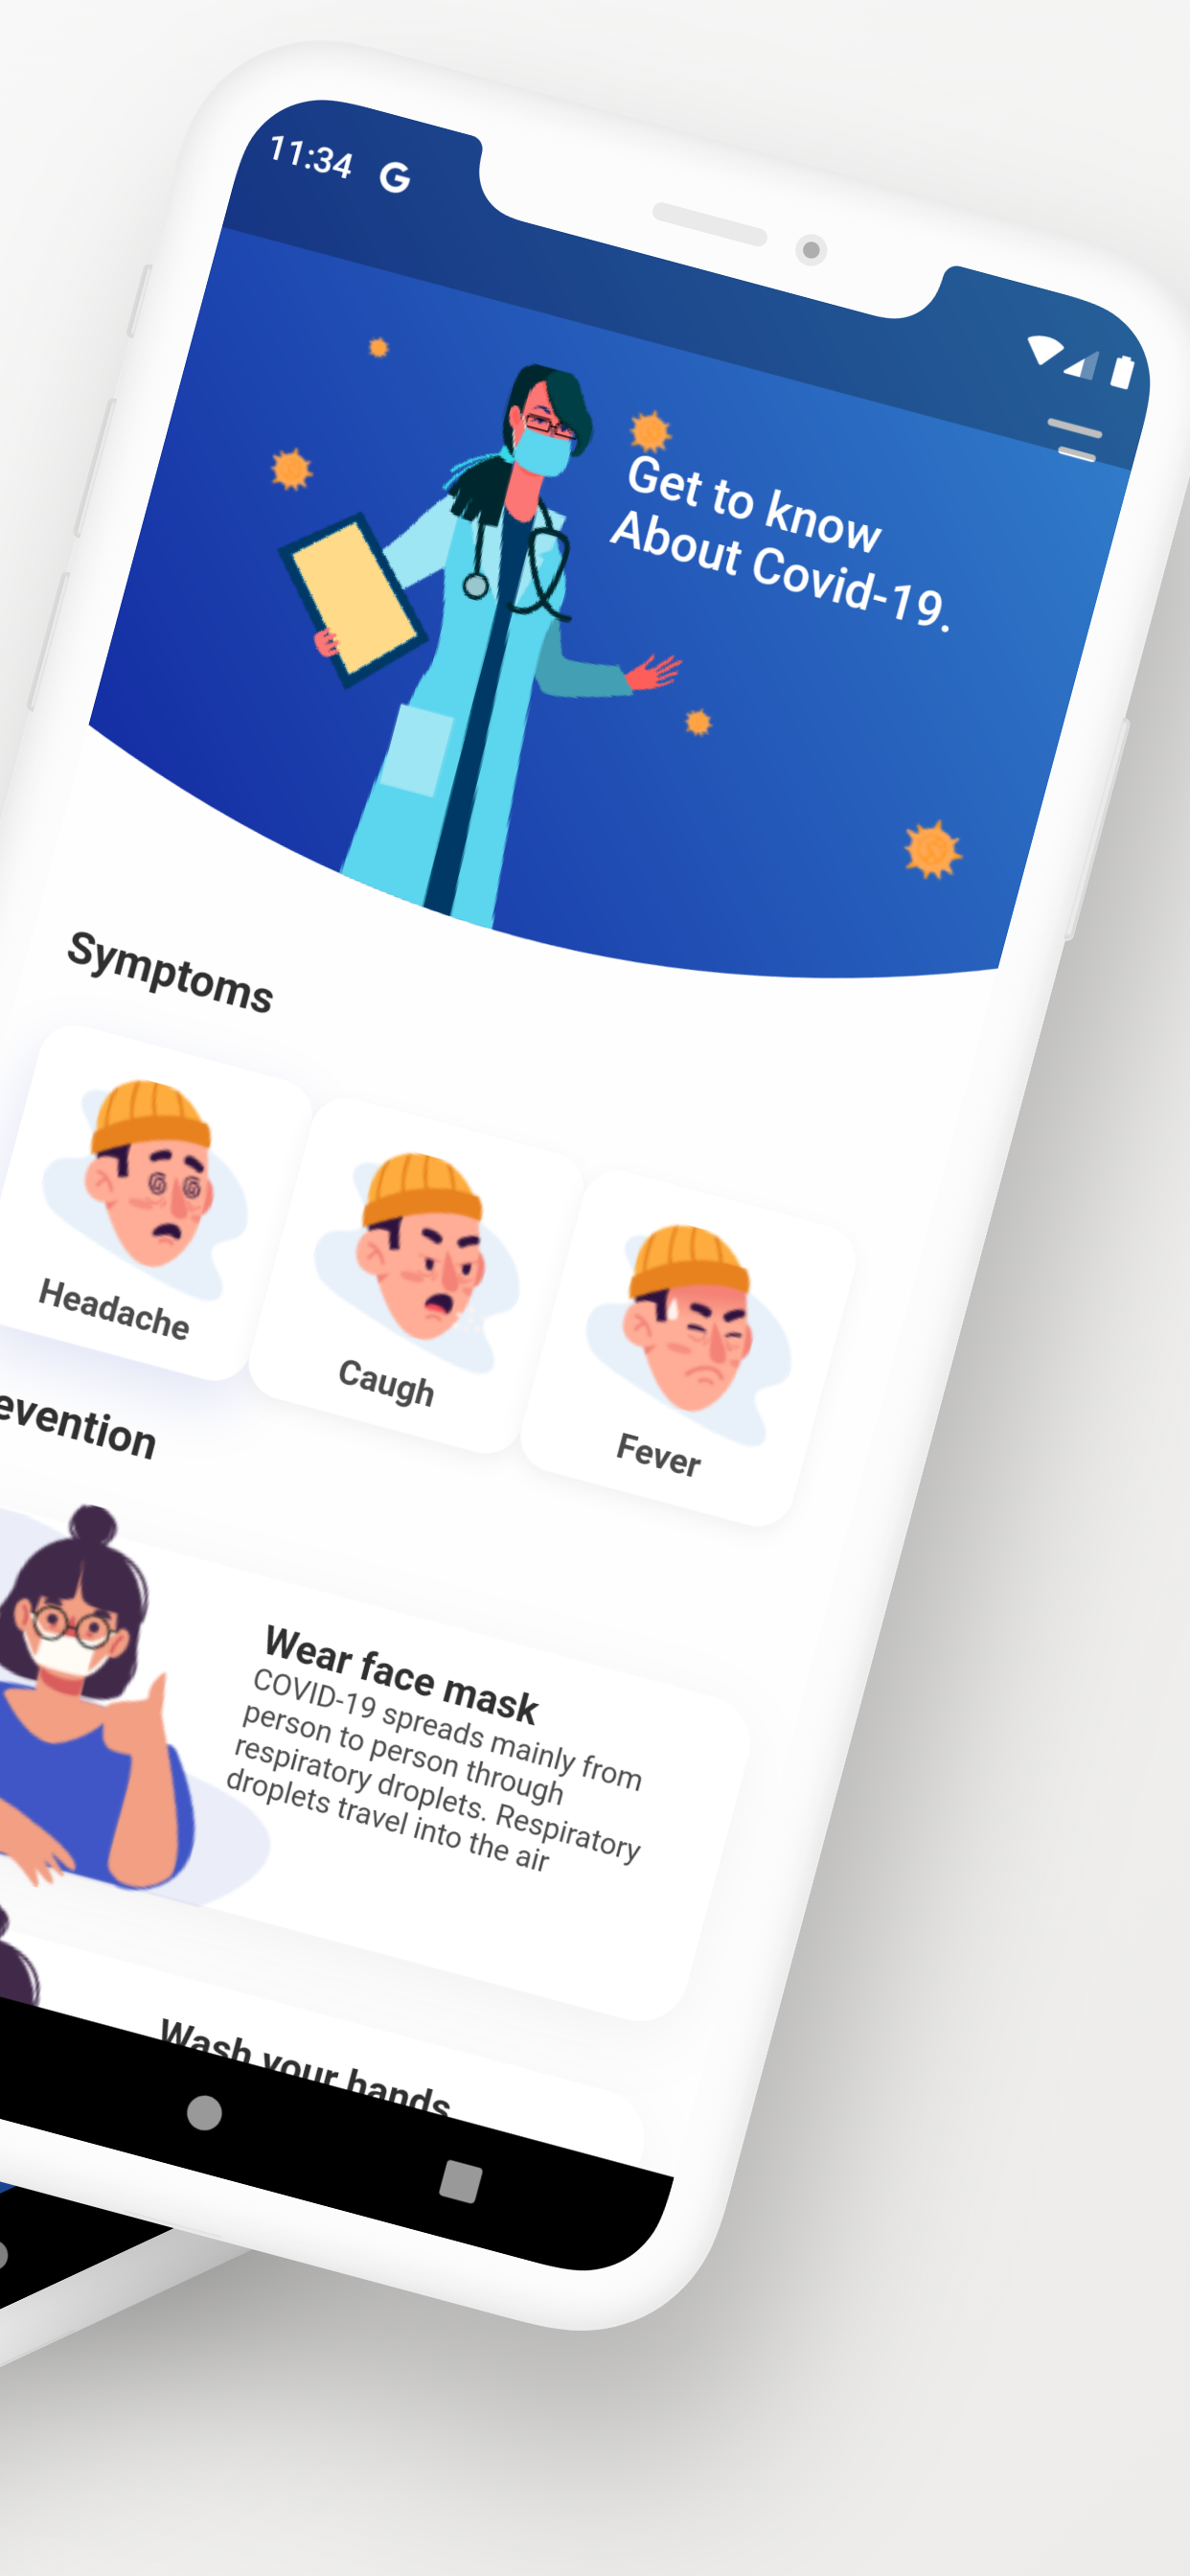 11:34 G
Get to know
About Covid-19.
Symptoms
Headache
Caugh
Fever
evention
Wear face mask
COVID-19 spreads mainly from
person to person through
respiratory droplets. Respiratory
droplets travel into the air
Wash your hands